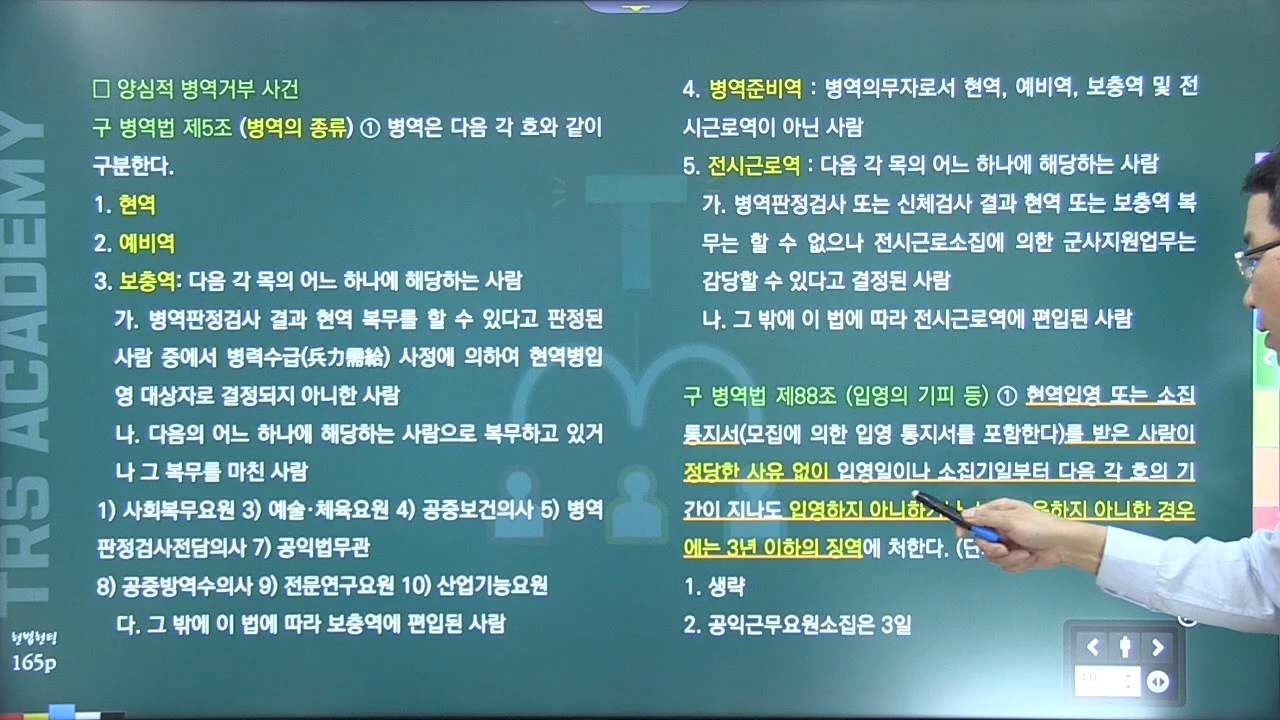 TRS ACADEMY
□ 양심적 병역거부 사건
구 병역법 제5조 (병역의 종류) ① 병역은 다음 각 호와 같이
구분한다.
1. 현역
2. 예비역
3. 보충역: 다음 각 목의 어느 하나에 해당하는 사람
가. 병역판정검사 결과 현역 복무를 할 수 있다고 판정된
사람 중에서 병력수급(兵力需給) 사정에 의하여 현역병입
영 대상자로 결정되지 아니한 사람
나. 다음의 어느 하나에 해당하는 사람으로 복무하고 있거
나 그 복무를 마친 사람
1) 사회복무요원 3) 예술·체육요원 4) 공중보건의사 5) 병역
판정검사전담의사 7) 공익법무관
8) 공중방역수의사 9) 전문연구요원 10) 산업기능요원
다. 그 밖에 이 법에 따라 보충역에 편입된 사람
헌법헌팅
165p
4. 병역준비역 : 병역의무자로서 현역, 예비역, 보충역 및 전
시근로역이 아닌 사람
5. 전시근로역 : 다음 각 목의 어느 하나에 해당하는 사람
가. 병역판정검사 또는 신체검사 결과 현역 또는 보충역 복
무는 할 수 없으나 전시근로소집에 의한 군사지원업무는
감당할 수 있다고 결정된 사람
나. 그 밖에 이 법에 따라 전시근로역에 편입된 사람
구 병역법 제88조 (입영의 기피 등) ① 현역입영 또는 소집
통지서(모집에 의한 입영 통지서를 포함한다)를 받은 사람이
정당한 사유 없이 입영일이나 소집기일부터 다음 각 호의 기
간이 지나도 입영하지 아니하거나 응하지 아니한 경우
에는 3년 이하의 징역에 처한다. (단
1. 생략
2. 공익근무요원소집은 3일